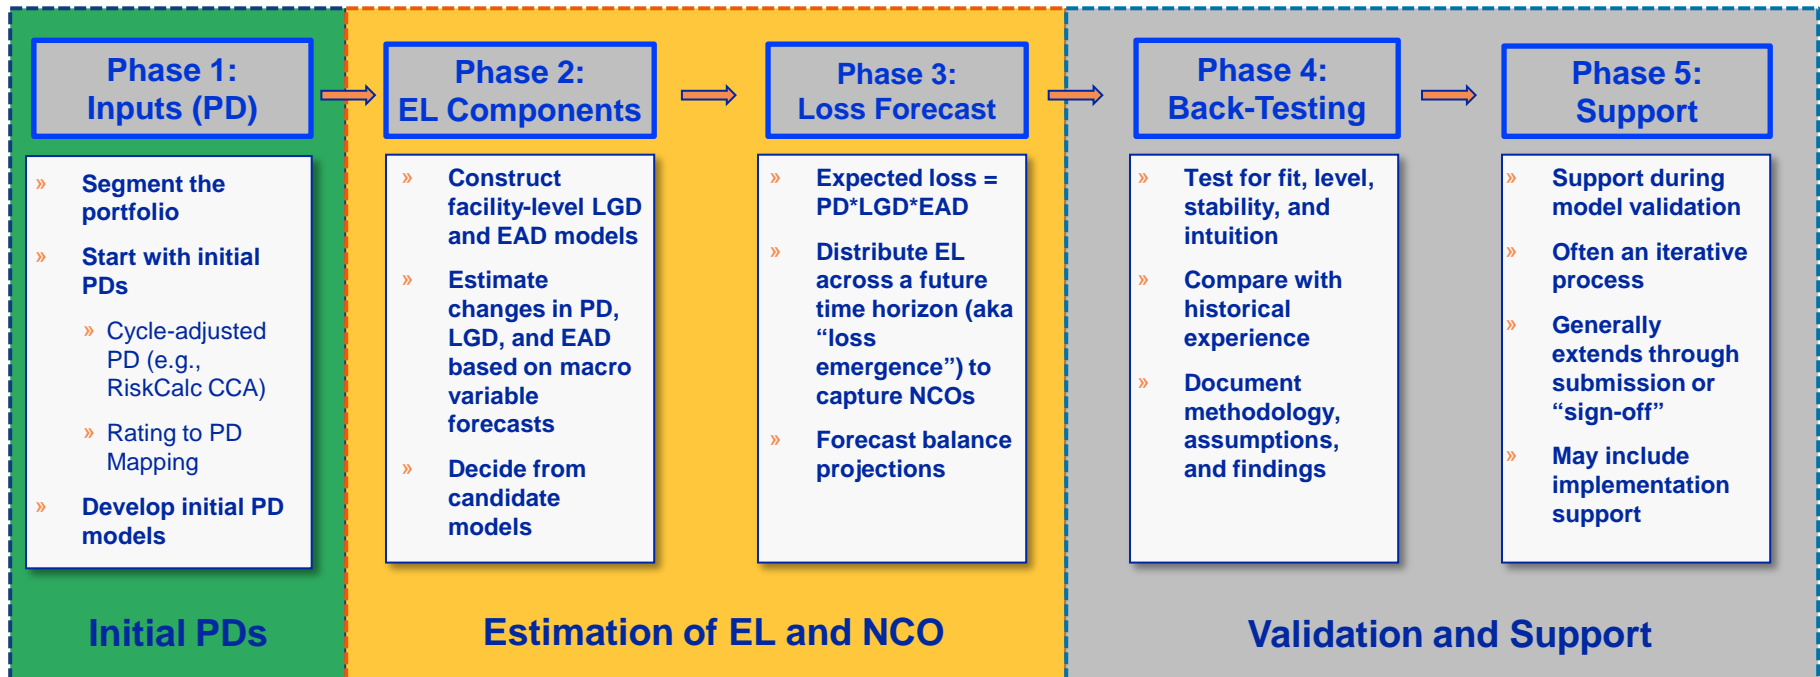 Phase 1:
Inputs (PD)
» Segment the
portfolio
» Start with initial
PDs
» Cycle-adjusted
PD (e.g.,
RiskCalc CCA)
» Rating to PD
Mapping
» Develop initial PD
models
Initial PDs
Phase 2:
EL Components
» Construct
facility-level LGD
and EAD models
» Estimate
changes in PD,
LGD, and EAD
based on macro
variable
forecasts
» Decide from
candidate
models
Phase 3:
Loss Forecast
» Expected loss =
PD*LGD*EAD
» Distribute EL
across a future
time horizon (aka
“loss
emergence”) to
capture NCOs
» Forecast balance
projections
Estimation of EL and NCO
Phase 4:
Back-Testing
» Test for fit, level,
stability, and
intuition
» Compare with
historical
experience
» Document
methodology,
assumptions,
and findings
Phase 5:
Support
» Support during
model validation
» Often an iterative
process
» Generally
extends through
submission or
“sign-off”
» May include
implementation
support
Validation and Support